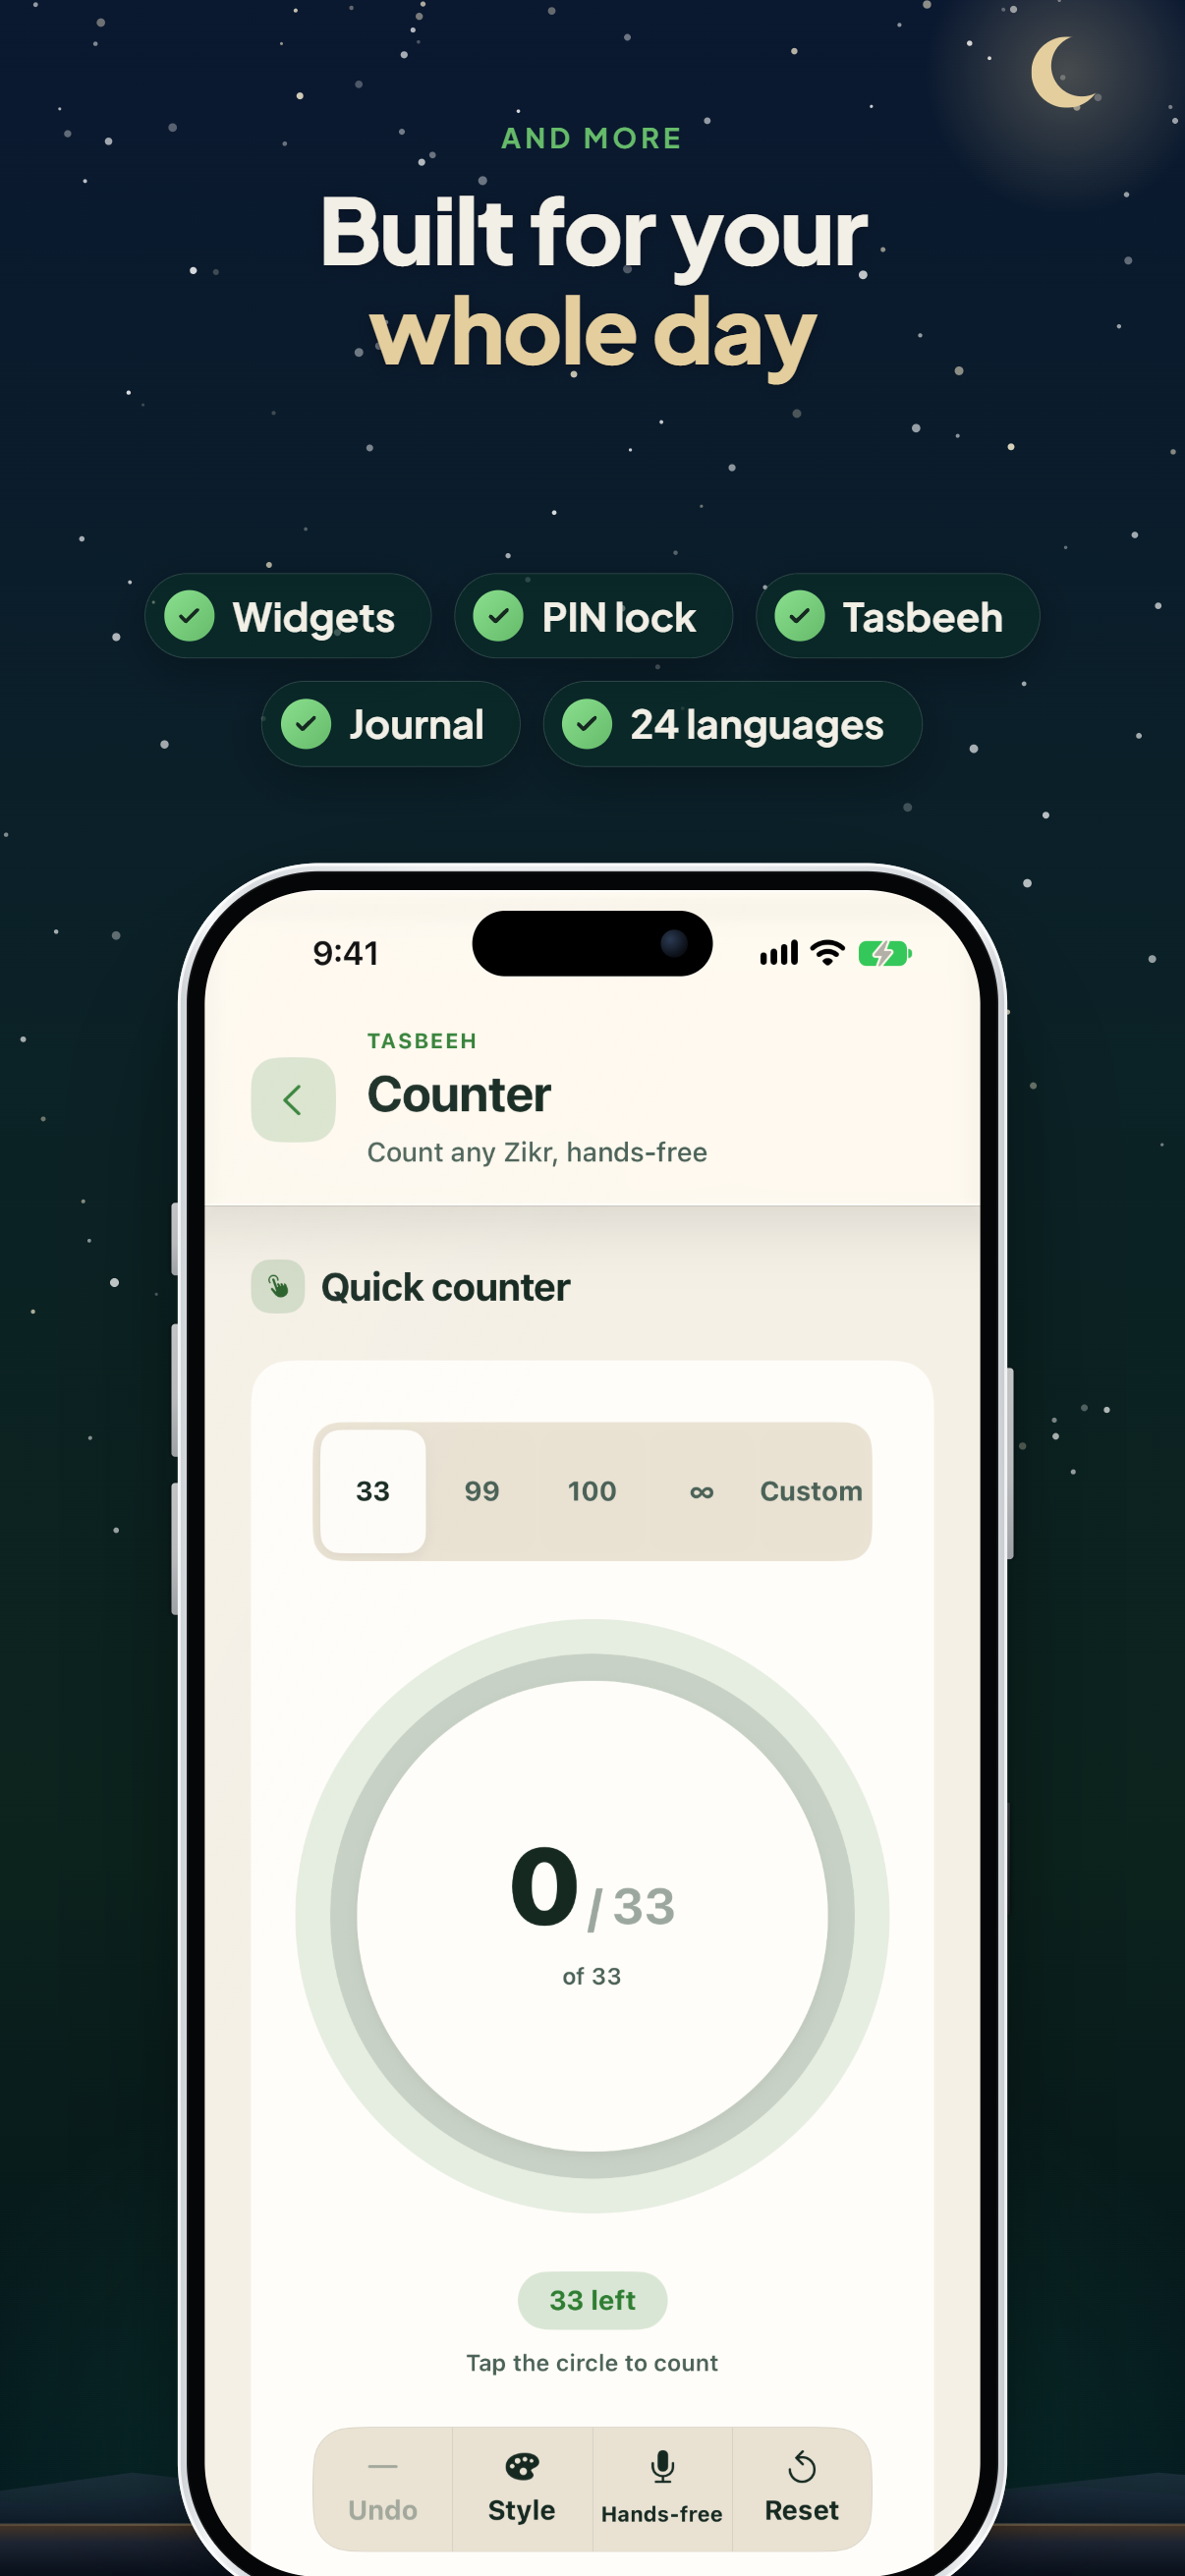 AND MORE
Built for your
whole day
Widgets
PIN lock
Tasbeeh
Journal
24 languages
9:41
TASBEEH
Counter
Count any Zikr, hands-free
Quick counter
33 99 100 ∞ Custom
0/33
of 33
33 left
Tap the circle to count
Undo Style Hands-free Reset